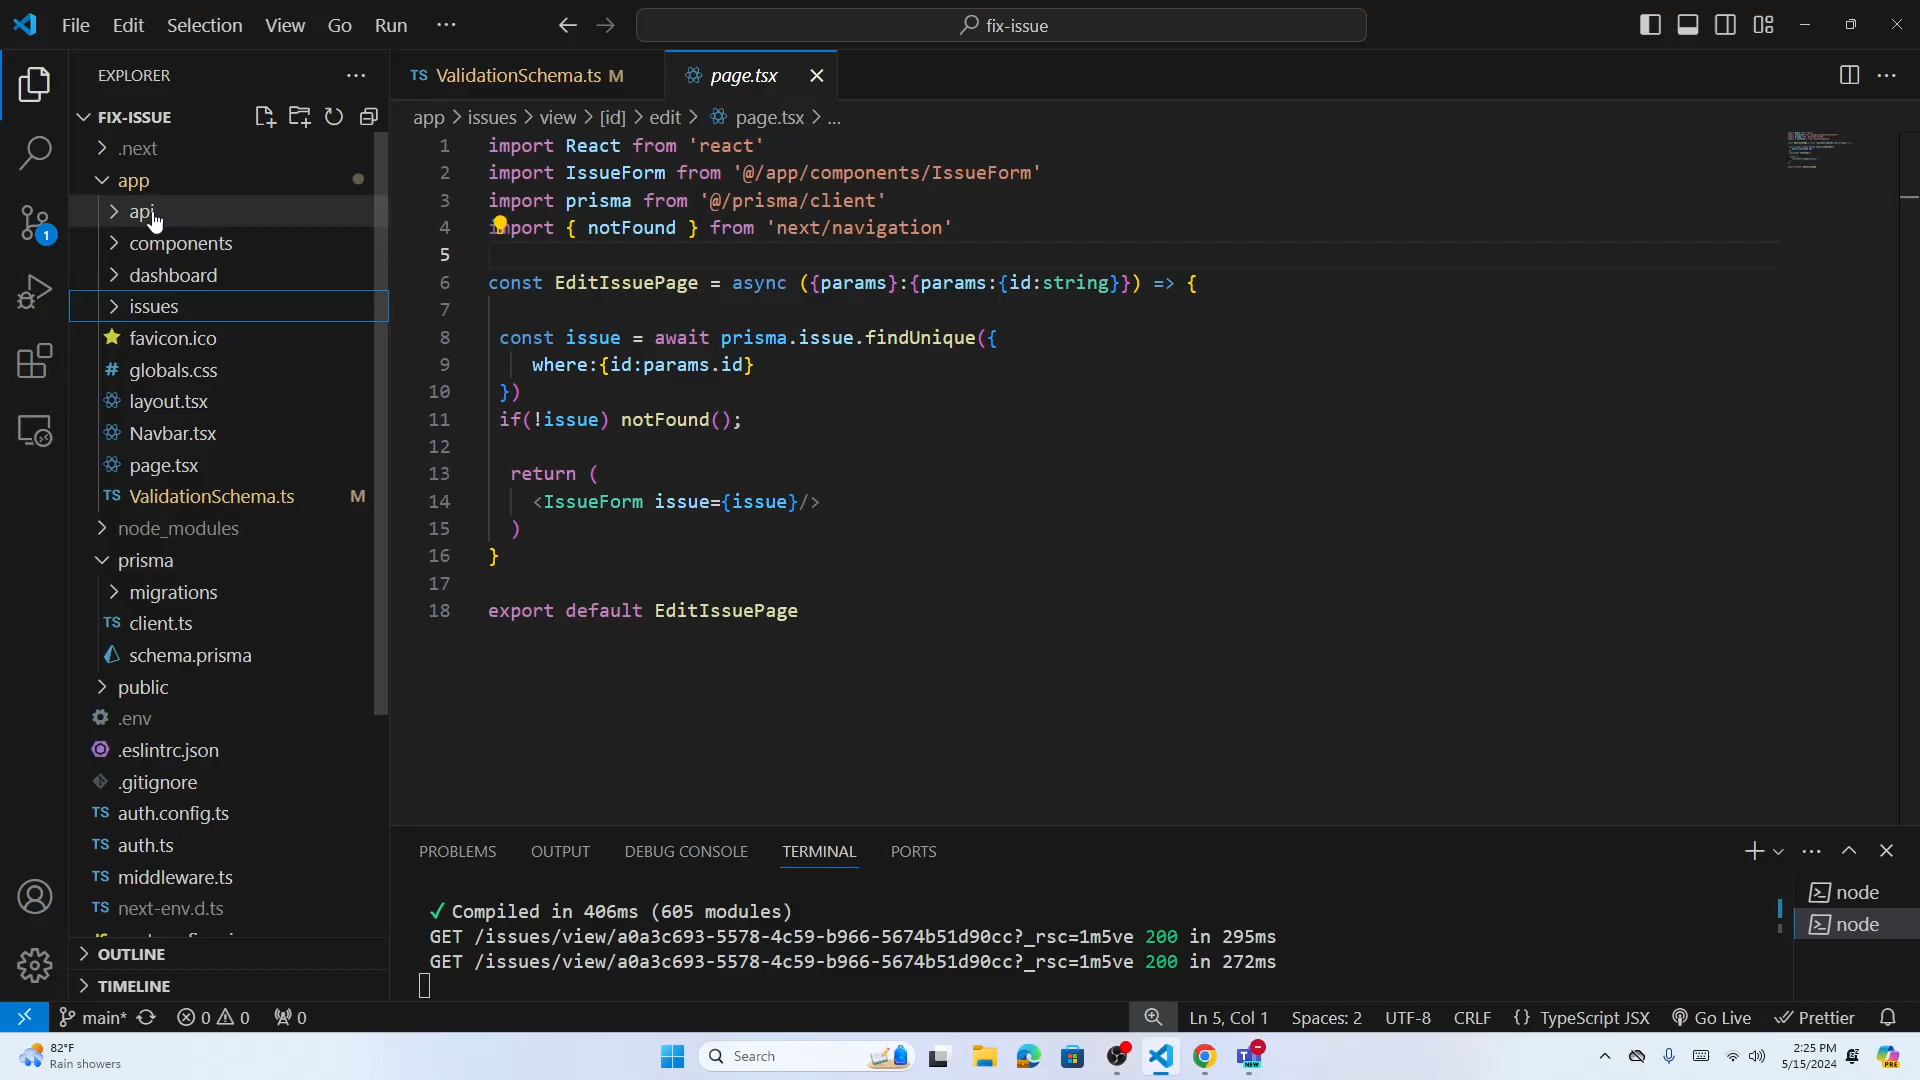 File Edit Selection View Go Run ...
fix-issue
EXPLORER
FIX-ISSUE
.next
app
api
components
dashboard
issues
favicon.ico
globals.css
layout.tsx
Navbar.tsx
page.tsx
TS ValidationSchema.ts M
node_modules
prisma
migrations
TS client.ts
schema.prisma
public
.env
.eslintrc.json
.gitignore
TS auth.config.ts
TS auth.ts
TS middleware.ts
TS next-env.d.ts
OUTLINE
TIMELINE
1
TS ValidationSchema.ts M
page.tsx
app > issues > view > [id] > edit > page.tsx > ...
1 import React from 'react'
2 import IssueForm from '@/app/components/IssueForm'
3 import prisma from '@/prisma/client'
4 import { notFound } from 'next/navigation'
5
6 const EditIssuePage = async ({params}:{params:{id:string}}) => {
7
8 const issue = await prisma.issue.findUnique({
9 where:{id:params.id}
10 })
11 if(!issue) notFound();
12
13 return (
14 <IssueForm issue={issue}/>
15 )
16 }
17
18 export default EditIssuePage
PROBLEMS OUTPUT DEBUG CONSOLE TERMINAL PORTS
✓ Compiled in 406ms (605 modules)
GET /issues/view/a0a3c693-5578-4c59-b966-5674b51d90cc?_rsc=1m5ve 200 in 295ms
GET /issues/view/a0a3c693-5578-4c59-b966-5674b51d90cc?_rsc=1m5ve 200 in 272ms
node
node
main* 0 0 0
Ln 5, Col 1 Spaces: 2 UTF-8 CRLF {} TypeScript JSX Go Live Prettier
82°F
Rain showers
Search
NEW
2:25 PM
5/15/2024
PRE